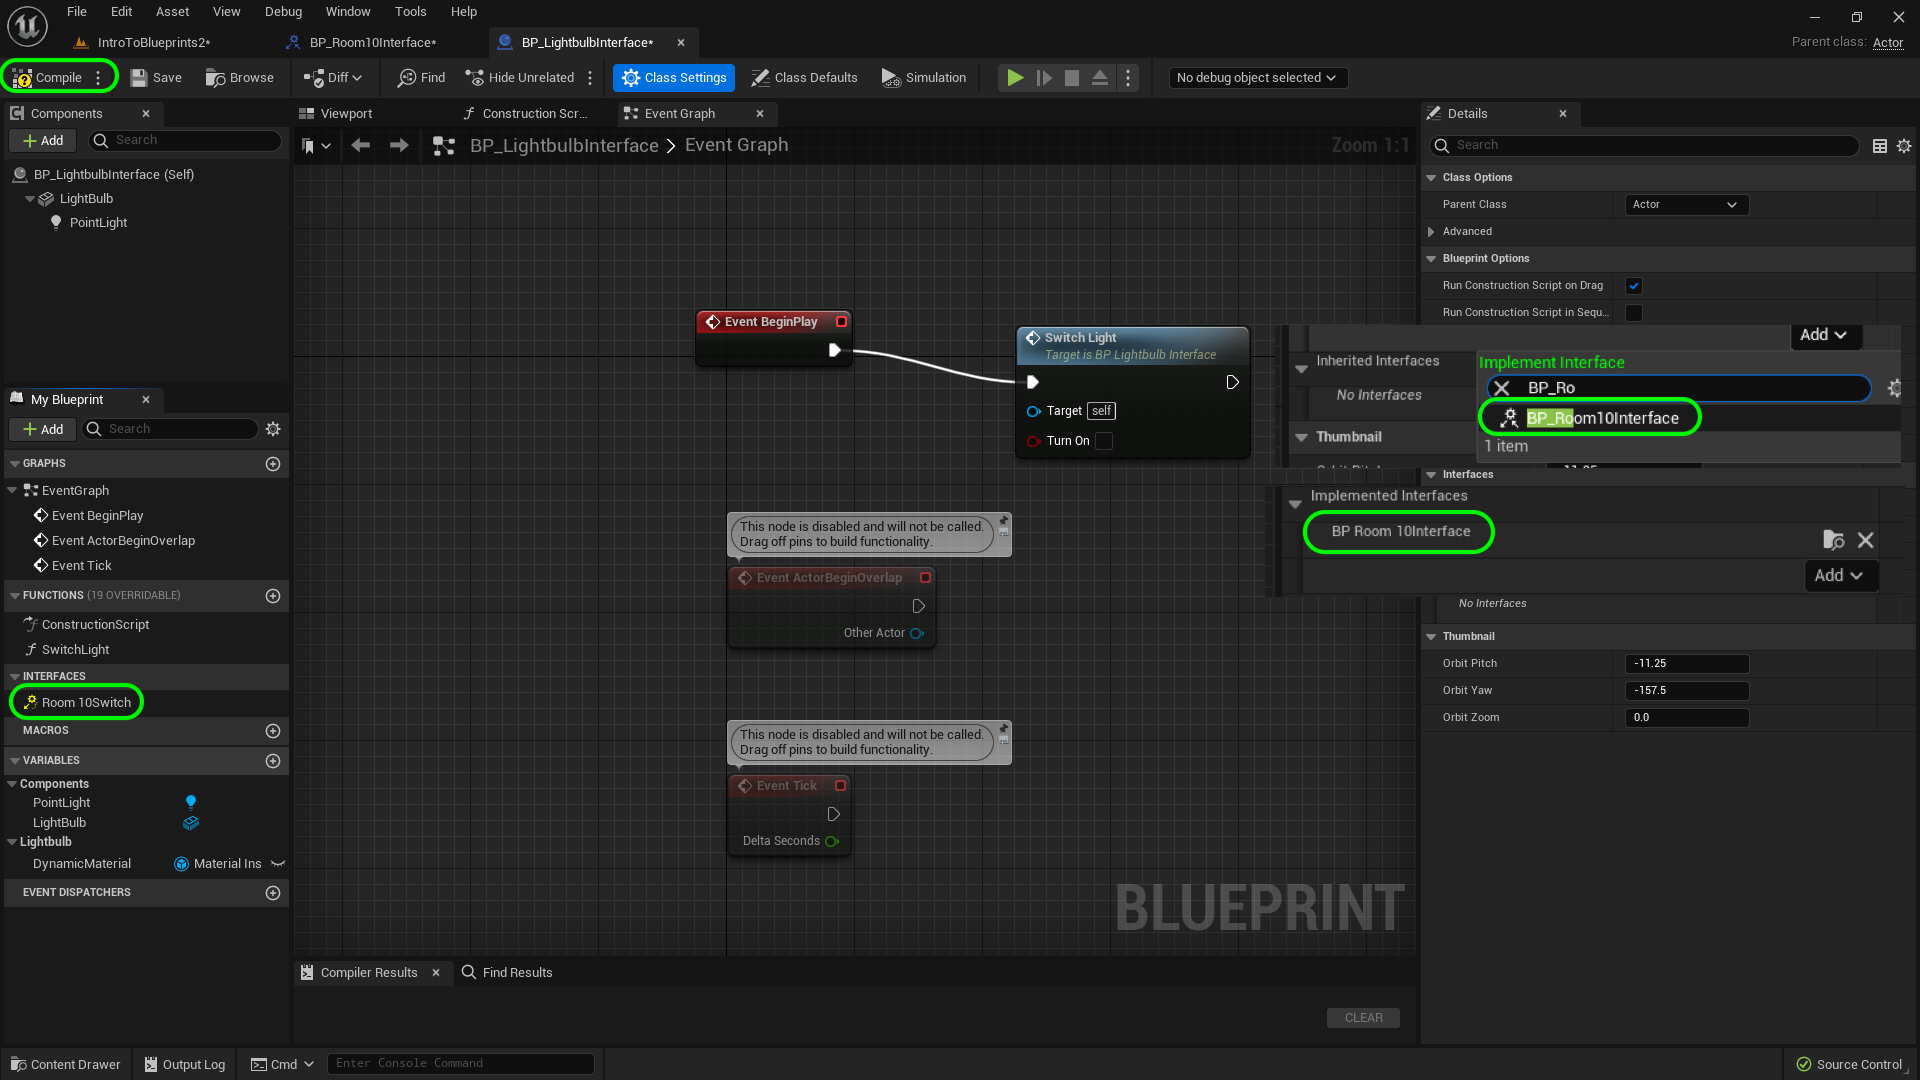 File Edit Asset View Debug Window Tools Help
IntroToBlueprints2* BP_Room10Interface* BP_LightbulbInterface*
Parent class: Actor
Compile Save Browse Diff Find Hide Unrelated Class Settings Class Defaults Simulation No debug object selected
Components
Add Search
BP_LightbulbInterface (Self)
LightBulb
PointLight
My Blueprint
Add Search
GRAPHS
EventGraph
Event BeginPlay
Event ActorBeginOverlap
Event Tick
FUNCTIONS (19 OVERRIDABLE)
ConstructionScript
SwitchLight
INTERFACES
Room 10Switch
MACROS
VARIABLES
Components
PointLight
LightBulb
Lightbulb
DynamicMaterial Material Ins
EVENT DISPATCHERS
Viewport Construction Scr... Event Graph
BP_LightbulbInterface > Event Graph Zoom 1:1
Event BeginPlay
Switch Light
Target is BP Lightbulb Interface
Target self
Turn On
This node is disabled and will not be called.
Drag off pins to build functionality.
Event ActorBeginOverlap
Other Actor
This node is disabled and will not be called.
Drag off pins to build functionality.
Event Tick
Delta Seconds
BLUEPRINT
Compiler Results Find Results
CLEAR
Details
Search
Class Options
Parent Class Actor
Advanced
Blueprint Options
Run Construction Script on Drag
Run Construction Script in Sequ...
Add
Inherited Interfaces
No Interfaces
Implement Interface
BP_Ro
BP_Room10Interface
1 item
Thumbnail
Interfaces
Implemented Interfaces
BP Room 10Interface
Add
No Interfaces
Thumbnail
Orbit Pitch -11.25
Orbit Yaw -157.5
Orbit Zoom 0.0
Content Drawer Output Log Cmd Enter Console Command Source Control